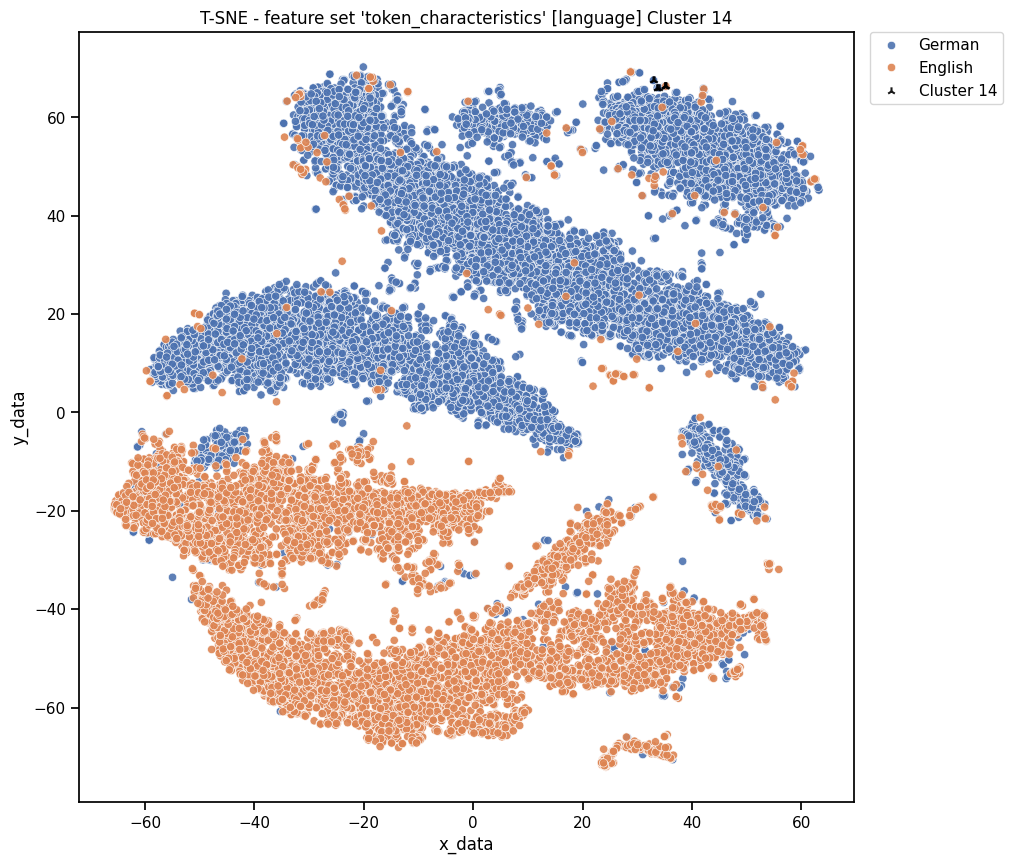 T-SNE - feature set 'token_characteristics' [language] Cluster 14
German
English
Cluster 14
60
40
20
0
−20
−40
−60
y_data
−60
−40
−20
0
20
40
60
x_data